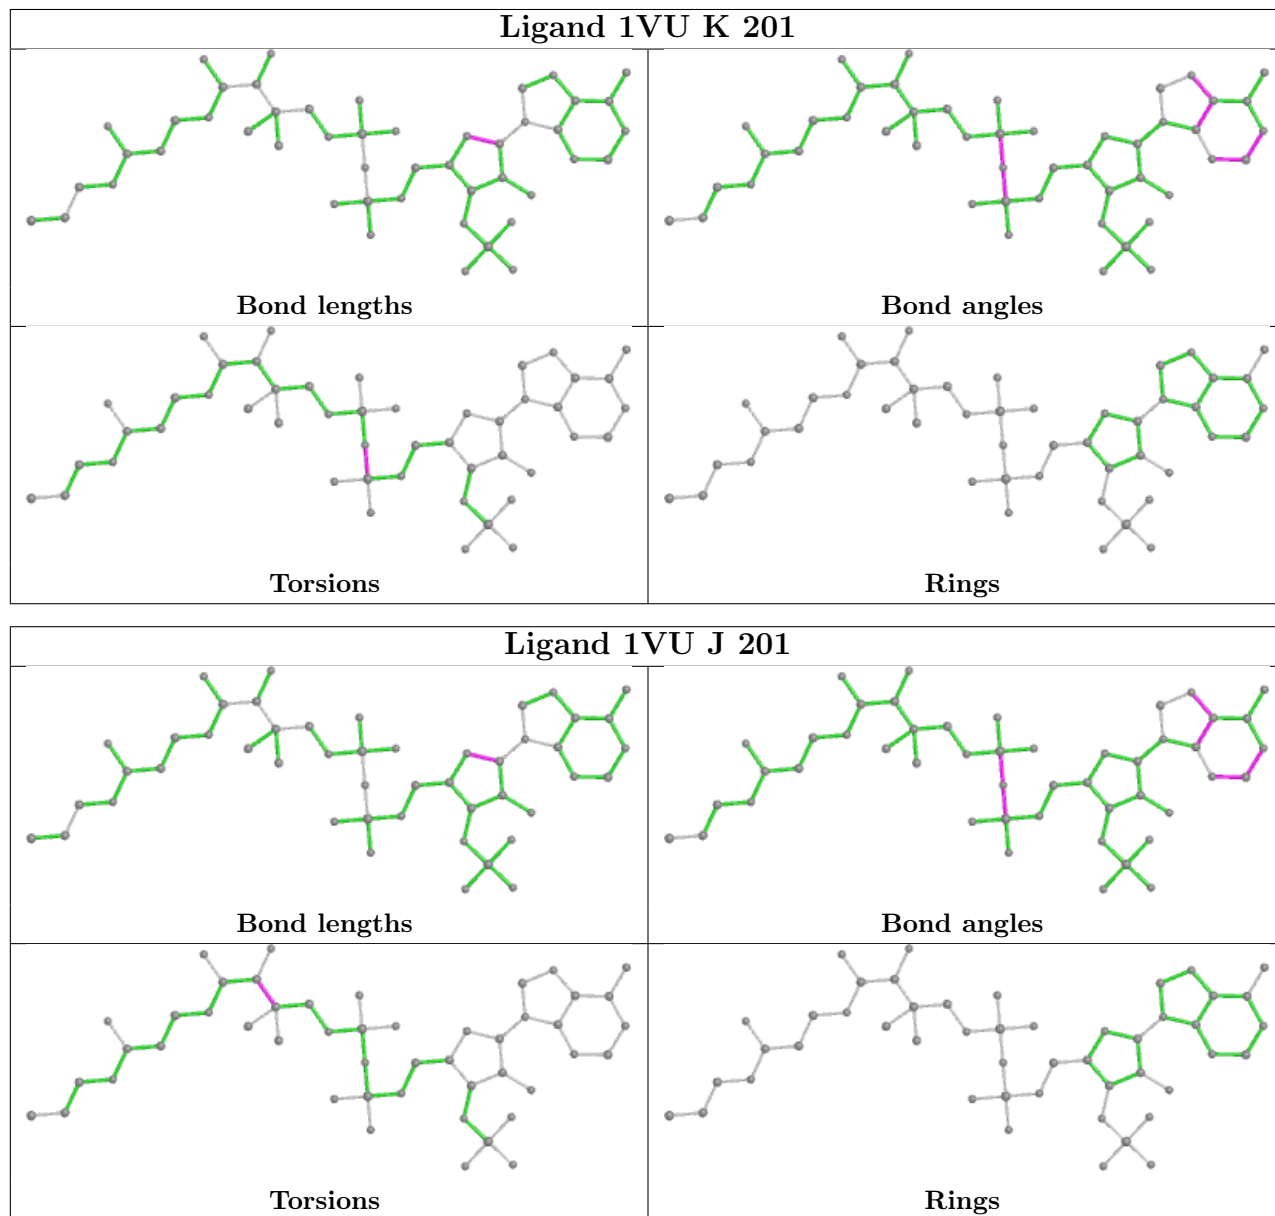 Ligand 1VU K 201
Bond lengths
Bond angles
Torsions
Rings
Ligand 1VU J 201
Bond lengths
Bond angles
Torsions
Rings